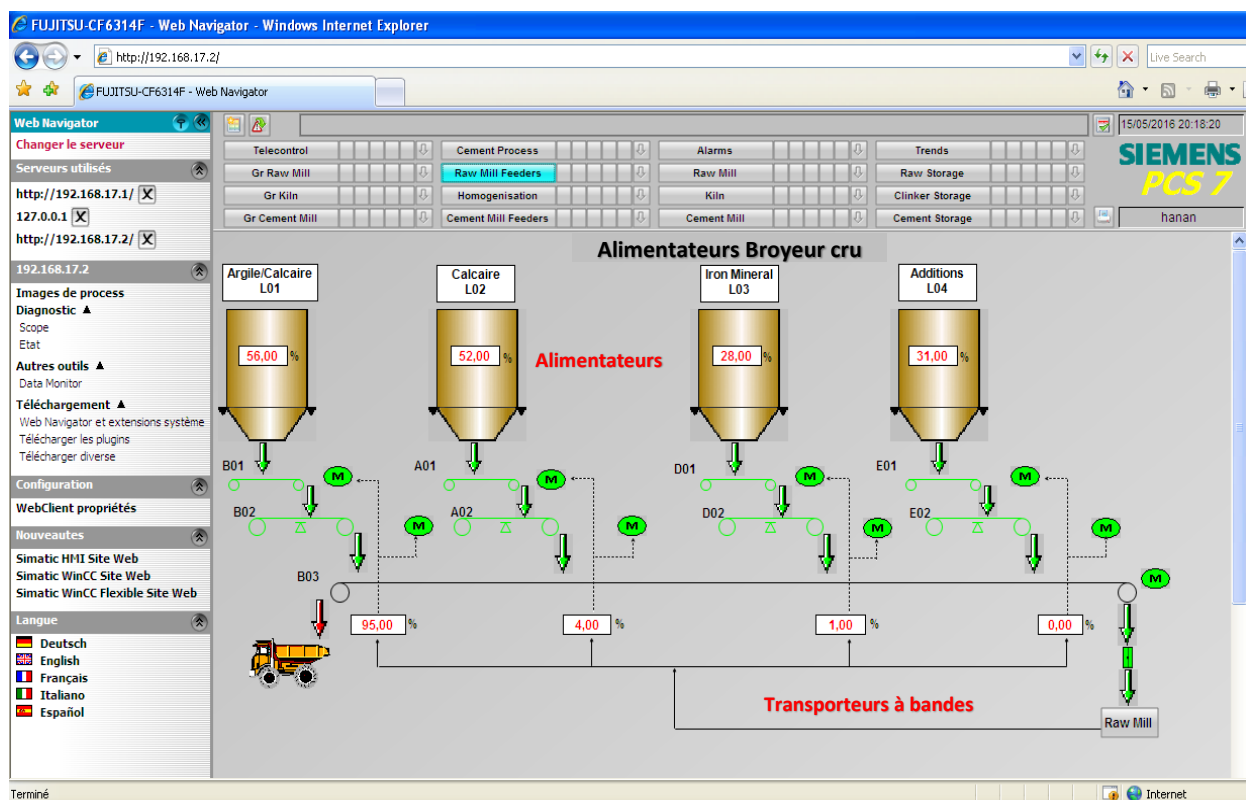 FUJITSU-CF6314F - Web Navigator - Windows Internet Explorer
http://192.168.17.2/
Live Search
FUJITSU-CF6314F - Web Navigator
Web Navigator
Changer le serveur
Serveurs utilisés
http://192.168.17.1/ X
127.0.0.1 X
http://192.168.17.2/ X
192.168.17.2
Images de process
Diagnostic ▲
Scope
Etat
Autres outils ▲
Data Monitor
Téléchargement ▲
Web Navigator et extensions système
Télécharger les plugins
Télécharger diverse
Configuration
WebClient propriétés
Nouveautes
Simatic HMI Site Web
Simatic WinCC Site Web
Simatic WinCC Flexible Site Web
Langue
Deutsch
English
Français
Italiano
Español
15/05/2016 20:18:20
Telecontrol Cement Process Alarms Trends
Gr Raw Mill Raw Mill Feeders Raw Mill Raw Storage
Gr Kiln Homogenisation Kiln Clinker Storage
Gr Cement Mill Cement Mill Feeders Cement Mill Cement Storage
SIEMENS
PCS 7
hanan
Alimentateurs Broyeur cru
Argile/Calcaire
L01
Calcaire
L02
Iron Mineral
L03
Additions
L04
56,00 %
52,00 %
28,00 %
31,00 %
Alimentateurs
B01 M A01 M D01 M E01 M
B02 M A02 M D02 M E02 M
B03 M
95,00 % 4,00 % 1,00 % 0,00 %
Transporteurs à bandes
Raw Mill
Terminé
Internet